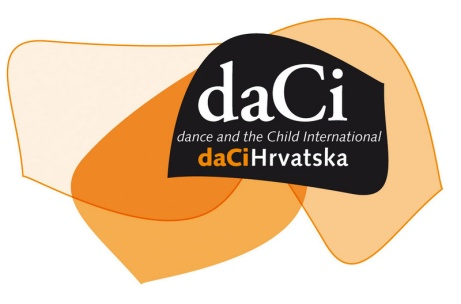 daCi
dance and the Child International
daCiHrvatska